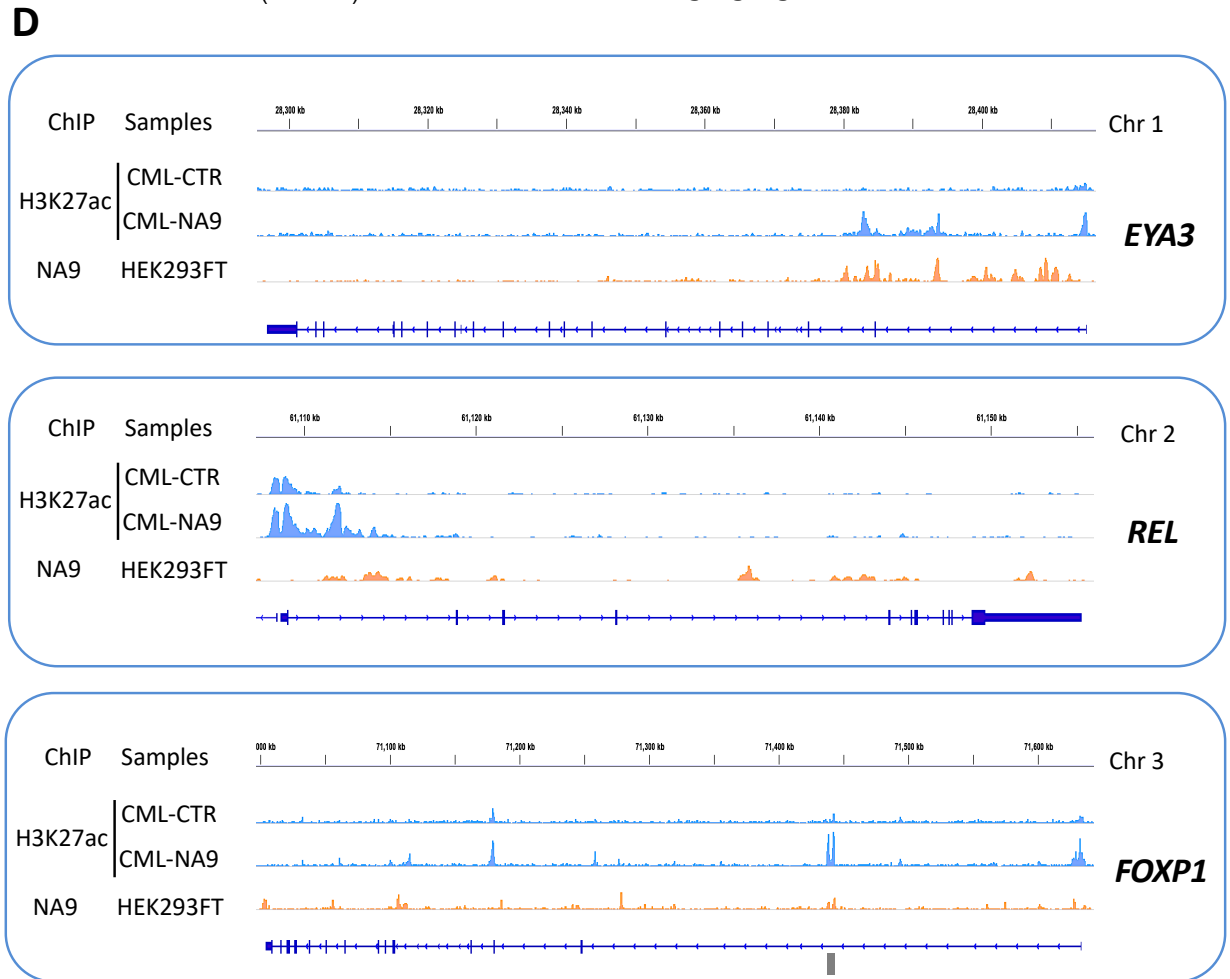 D
28,300 kb 28,320 kb 28,340 kb 28,360 kb 28,380 kb 28,400 kb
ChIP Samples Chr 1
CML-CTR
H3K27ac
CML-NA9
EYA3
NA9 HEK293FT
61,110 kb 61,120 kb 61,130 kb 61,140 kb 61,150 kb
ChIP Samples Chr 2
CML-CTR
H3K27ac
CML-NA9
REL
NA9 HEK293FT
000 kb 71,100 kb 71,200 kb 71,300 kb 71,400 kb 71,500 kb 71,600 kb
ChIP Samples Chr 3
CML-CTR
H3K27ac
CML-NA9
FOXP1
NA9 HEK293FT